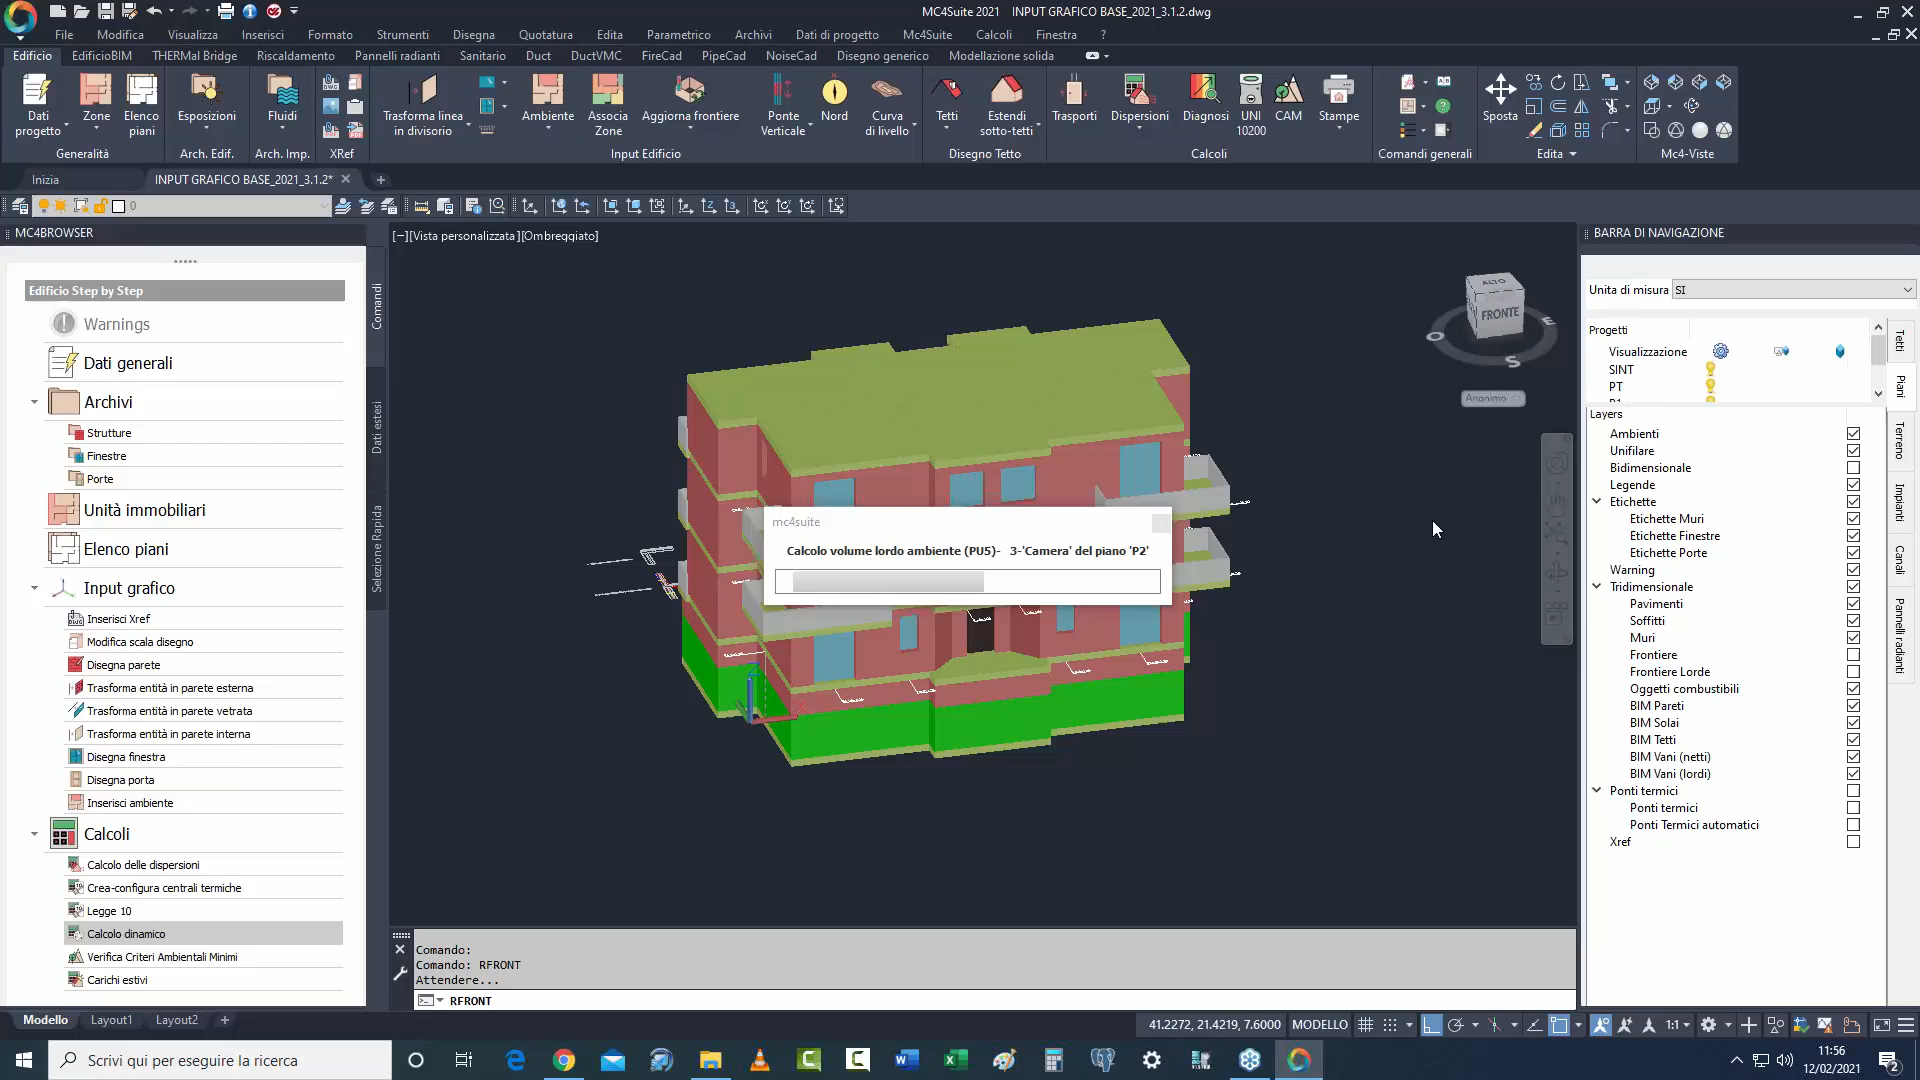 MC4Suite 2021 INPUT GRAFICO BASE_2021_3.1.2.dwg
File Modifica Visualizza Inserisci Formato Strumenti Disegna Quotatura Edita Parametrico Archivi Dati di progetto Mc4Suite Calcoli Finestra ?
Edificio EdificioBIM THERMal Bridge Riscaldamento Pannelli radianti Sanitario Duct DuctVMC FireCad PipeCad NoiseCad Disegno generico Modellazione solida
Dati progetto
Zone
Elenco piani
Esposizioni
Fluidi
Trasforma linea in divisorio
Ambiente
Associa Zone
Aggiorna frontiere
Ponte Verticale
Nord
Curva di livello
Tetti
Estendi sotto-tetti
Trasporti
Dispersioni
Diagnosi
UNI 10200
CAM
Stampe
Sposta
Generalità
Arch. Edif.
Arch. Imp.
XRef
Input Edificio
Disegno Tetto
Calcoli
Comandi generali
Edita
Mc4-Viste
Inizia
INPUT GRAFICO BASE_2021_3.1.2*
0
MC4BROWSER
Edificio Step by Step
Warnings
Dati generali
Archivi
Strutture
Finestre
Porte
Unità immobiliari
Elenco piani
Input grafico
Inserisci Xref
Modifica scala disegno
Disegna parete
Trasforma entità in parete esterna
Trasforma entità in parete vetrata
Trasforma entità in parete interna
Disegna finestra
Disegna porta
Inserisci ambiente
Calcoli
Calcolo delle dispersioni
Crea-configura centrali termiche
Legge 10
Calcolo dinamico
Verifica Criteri Ambientali Minimi
Carichi estivi
Comandi
Dati estesi
Selezione Rapida
[−][Vista personalizzata][Ombreggiato]
ALTO
FRONTE
O
E
S
Anonimo
mc4suite
Calcolo volume lordo ambiente (PU5)- 3-'Camera' del piano 'P2'
Comando:
Comando: RFRONT
Attendere...
RFRONT
BARRA DI NAVIGAZIONE
Unita di misura SI
Progetti
Visualizzazione
SINT
PT
Layers
Ambienti
Unifilare
Bidimensionale
Legende
Etichette
Etichette Muri
Etichette Finestre
Etichette Porte
Warning
Tridimensionale
Pavimenti
Soffitti
Muri
Frontiere
Frontiere Lorde
Oggetti combustibili
BIM Pareti
BIM Solai
BIM Tetti
BIM Vani (netti)
BIM Vani (lordi)
Ponti termici
Ponti termici
Ponti Termici automatici
Xref
Tetti
Piani
Terreno
Impianti
Canali
Pannelli radianti
Modello Layout1 Layout2
41.2272, 21.4219, 7.6000 MODELLO
1:1
Scrivi qui per eseguire la ricerca
11:56
12/02/2021
2